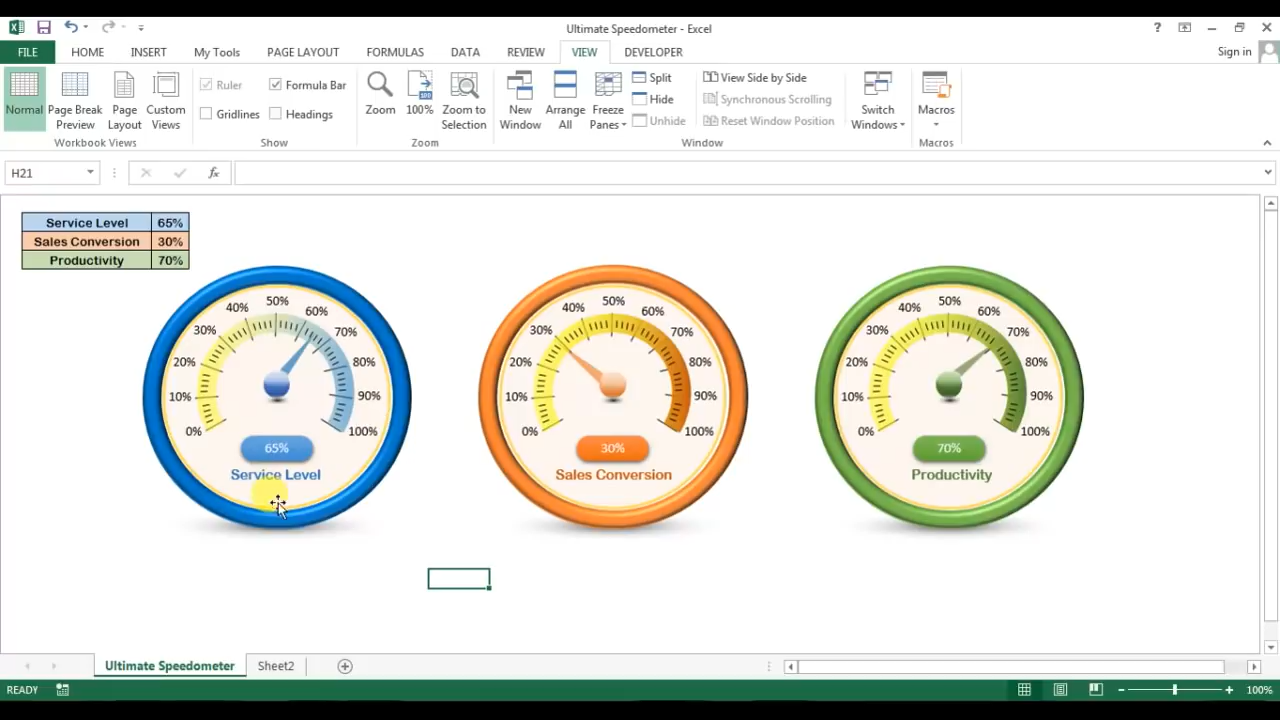 Ultimate Speedometer - Excel
Sign in
FILE HOME INSERT My Tools PAGE LAYOUT FORMULAS DATA REVIEW VIEW DEVELOPER
Normal
Page Break Preview
Page Layout
Custom Views
Workbook Views
Ruler
Formula Bar
Gridlines
Headings
Show
Zoom
100%
Zoom to Selection
Zoom
New Window
Arrange All
Freeze Panes
Split
Hide
Unhide
View Side by Side
Synchronous Scrolling
Reset Window Position
Window
Switch Windows
Macros
Macros
H21
fx
Service Level 65%
Sales Conversion 30%
Productivity 70%
0%
10%
20%
30%
40%
50%
60%
70%
80%
90%
100%
65%
Service Level
0%
10%
20%
30%
40%
50%
60%
70%
80%
90%
100%
30%
Sales Conversion
0%
10%
20%
30%
40%
50%
60%
70%
80%
90%
100%
70%
Productivity
Ultimate Speedometer Sheet2
READY
100%